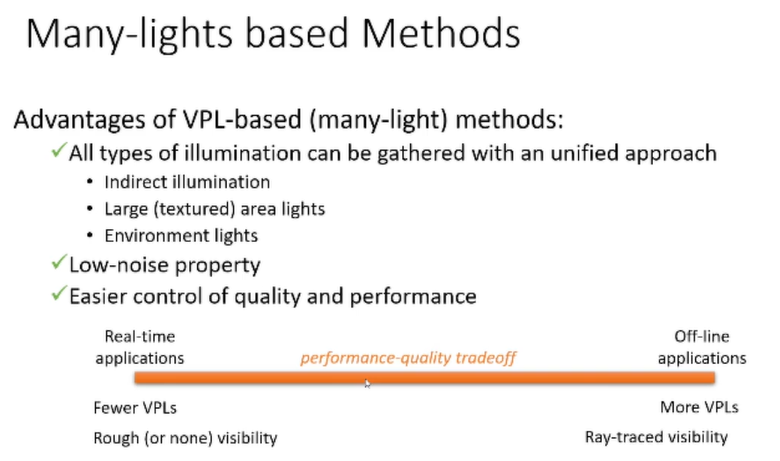 Many-lights based Methods
Advantages of VPL-based (many-light) methods:
✓All types of illumination can be gathered with an unified approach
• Indirect illumination
• Large (textured) area lights
• Environment lights
✓Low-noise property
✓Easier control of quality and performance
Real-time
applications
performance-quality tradeoff
Off-line
applications
Fewer VPLs
More VPLs
Rough (or none) visibility
Ray-traced visibility